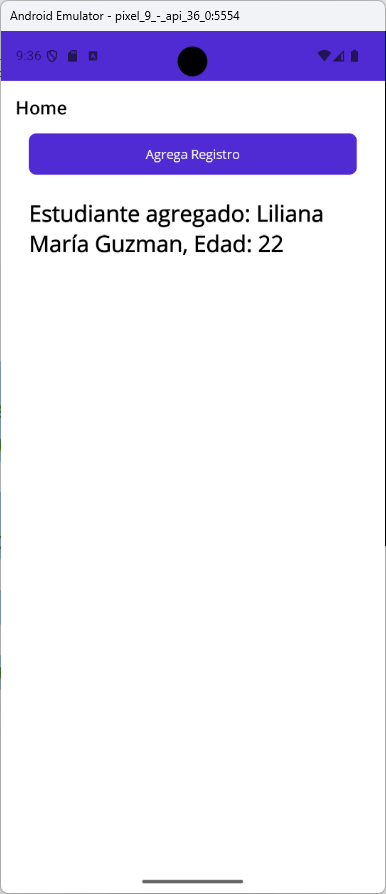 Android Emulator - pixel_9_-_api_36_0:5554
9:36
Home
Agrega Registro
Estudiante agregado: Liliana
María Guzman, Edad: 22